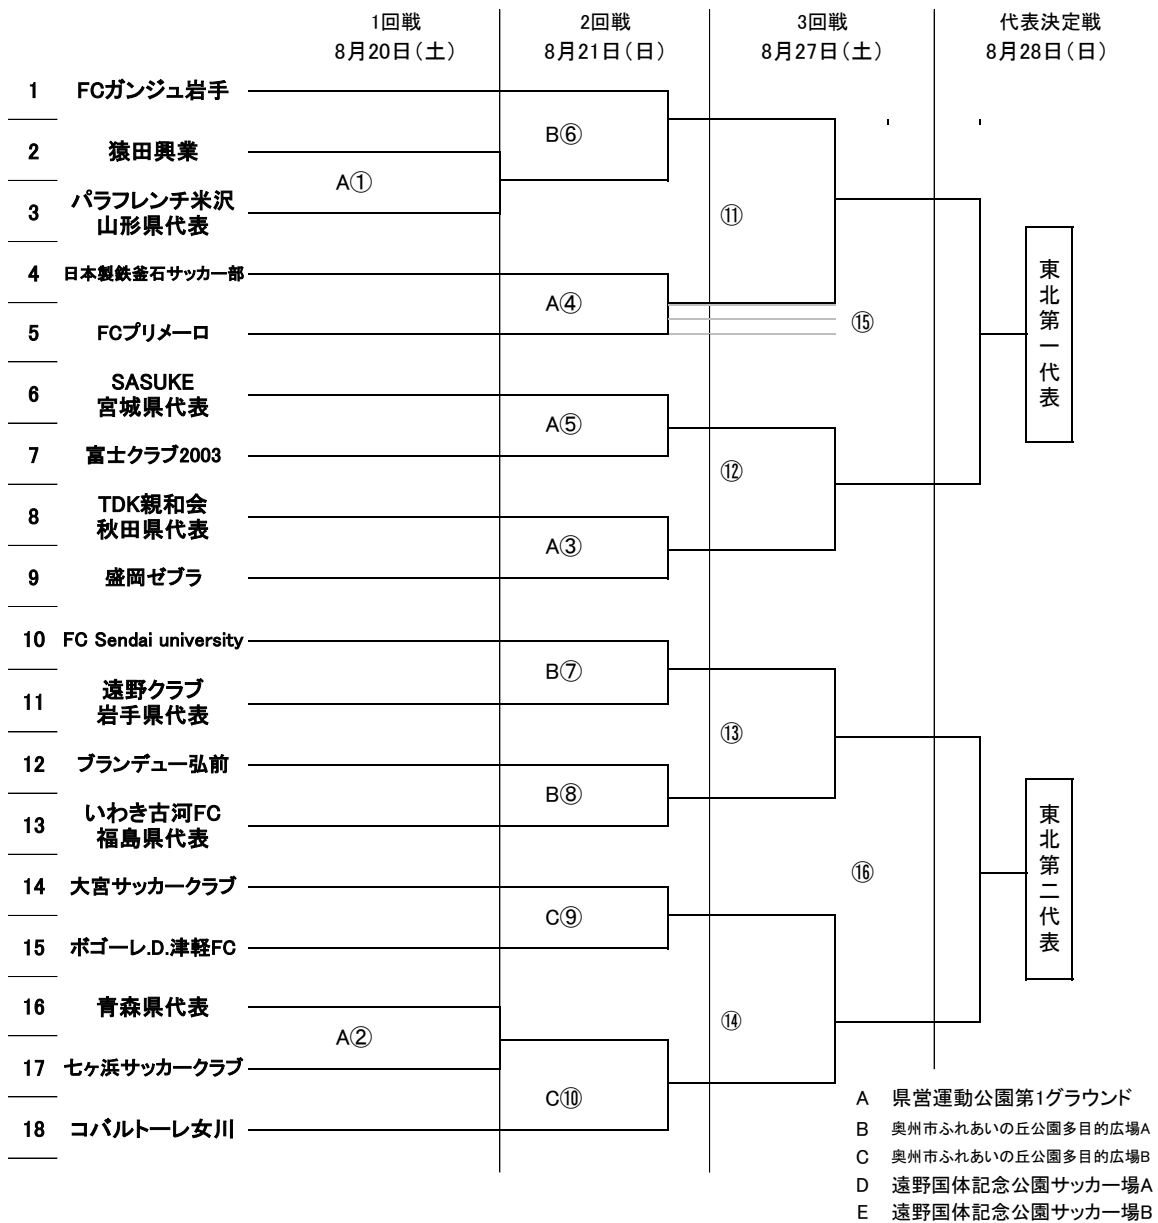 1回戦 2回戦 3回戦 代表決定戦
8月20日(土) 8月21日(日) 8月27日(土) 8月28日(日)
1 FCガンジュ岩手
B⑥
2 猿田興業
A①
3 パラフレンチ米沢
山形県代表
⑪
4 日本製鉄釜石サッカー部
A④
5 FCプリメーロ
⑮
東北第一代表
6 SASUKE
宮城県代表
A⑤
7 富士クラブ2003
⑫
8 TDK親和会
秋田県代表
A③
9 盛岡ゼブラ
10 FC Sendai university
B⑦
11 遠野クラブ
岩手県代表
⑬
12 ブランデュー弘前
B⑧
13 いわき古河FC
福島県代表
14 大宮サッカークラブ
⑯
東北第二代表
C⑨
15 ボゴーレ.D.津軽FC
16 青森県代表
⑭
A②
17 七ヶ浜サッカークラブ
C⑩
18 コバルトーレ女川
A 県営運動公園第1グラウンド
B 奥州市ふれあいの丘公園多目的広場A
C 奥州市ふれあいの丘公園多目的広場B
D 遠野国体記念公園サッカー場A
E 遠野国体記念公園サッカー場B